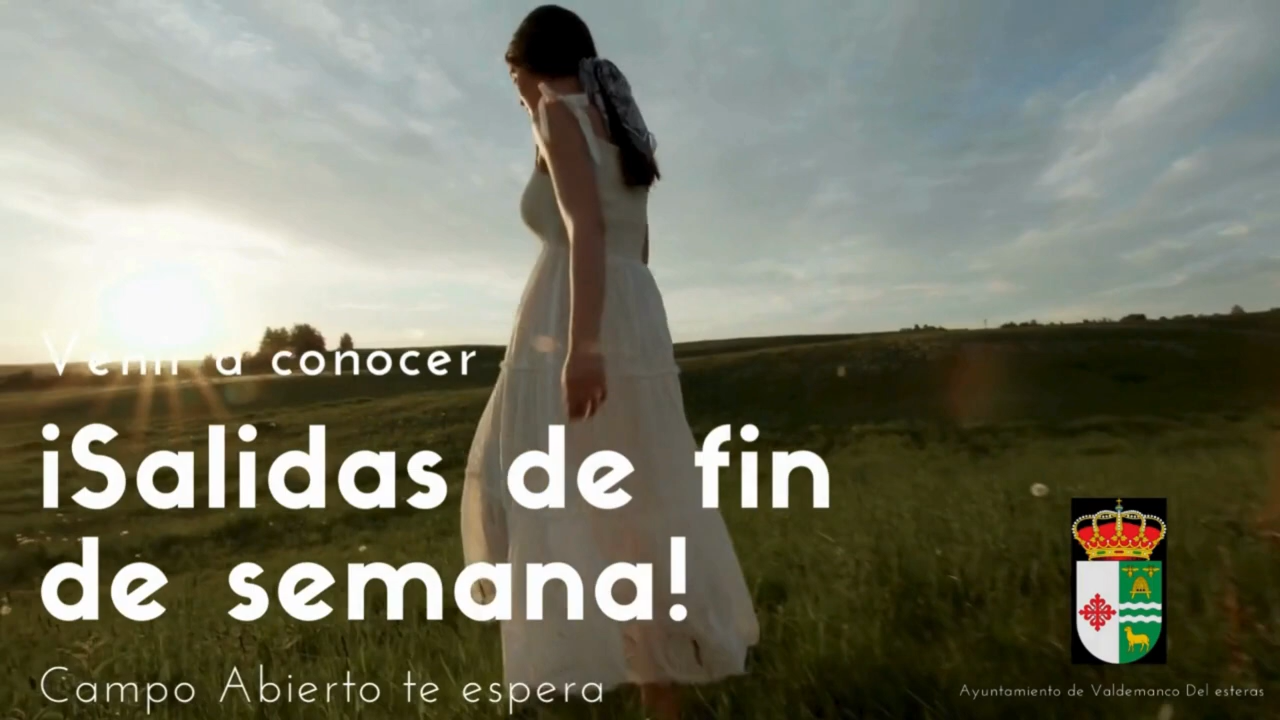 Venir a conocer
¡Salidas de fin
de semana!
Campo Abierto te espera
Ayuntamiento de Valdemanco Del esteras